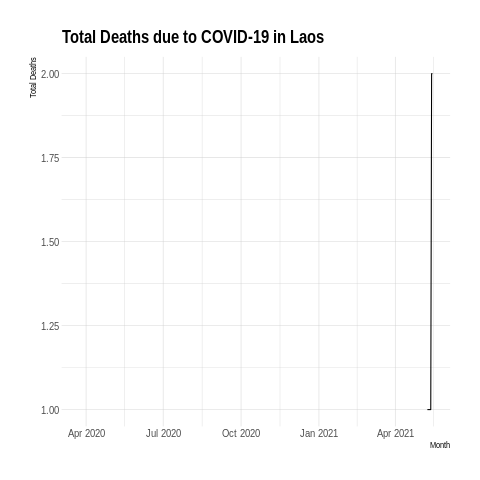 Total Deaths due to COVID-19 in Laos
Total Deaths
2.00
1.75
1.50
1.25
1.00
Apr 2020 Jul 2020 Oct 2020 Jan 2021 Apr 2021
Month